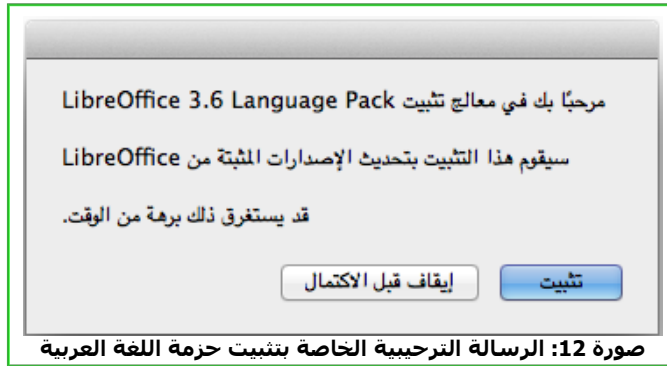 مرحبًا بك في معالج تثبيت LibreOffice 3.6 Language Pack
سيقوم هذا التثبيت بتحديث الإصدارات المثبتة من LibreOffice
قد يستغرق ذلك برهة من الوقت.
تثبيت إيقاف قبل الاكتمال
صورة 12: الرسالة الترحيبية الخاصة بتثبيت حزمة اللغة العربية